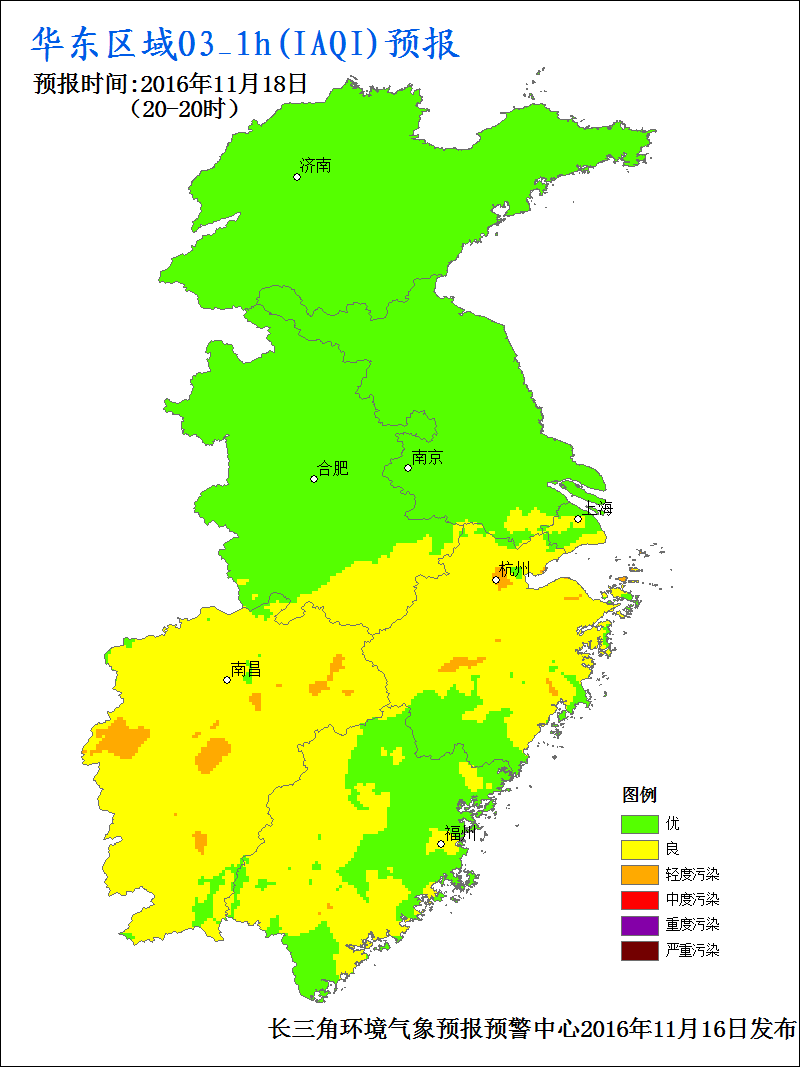 华东区域O3_1h(IAQI)预报
预报时间:2016年11月18日
（20-20时）
济南
南京
合肥
上海
杭州
南昌
图例
优
福州
良
轻度污染
中度污染
重度污染
严重污染
长三角环境气象预报预警中心2016年11月16日发布